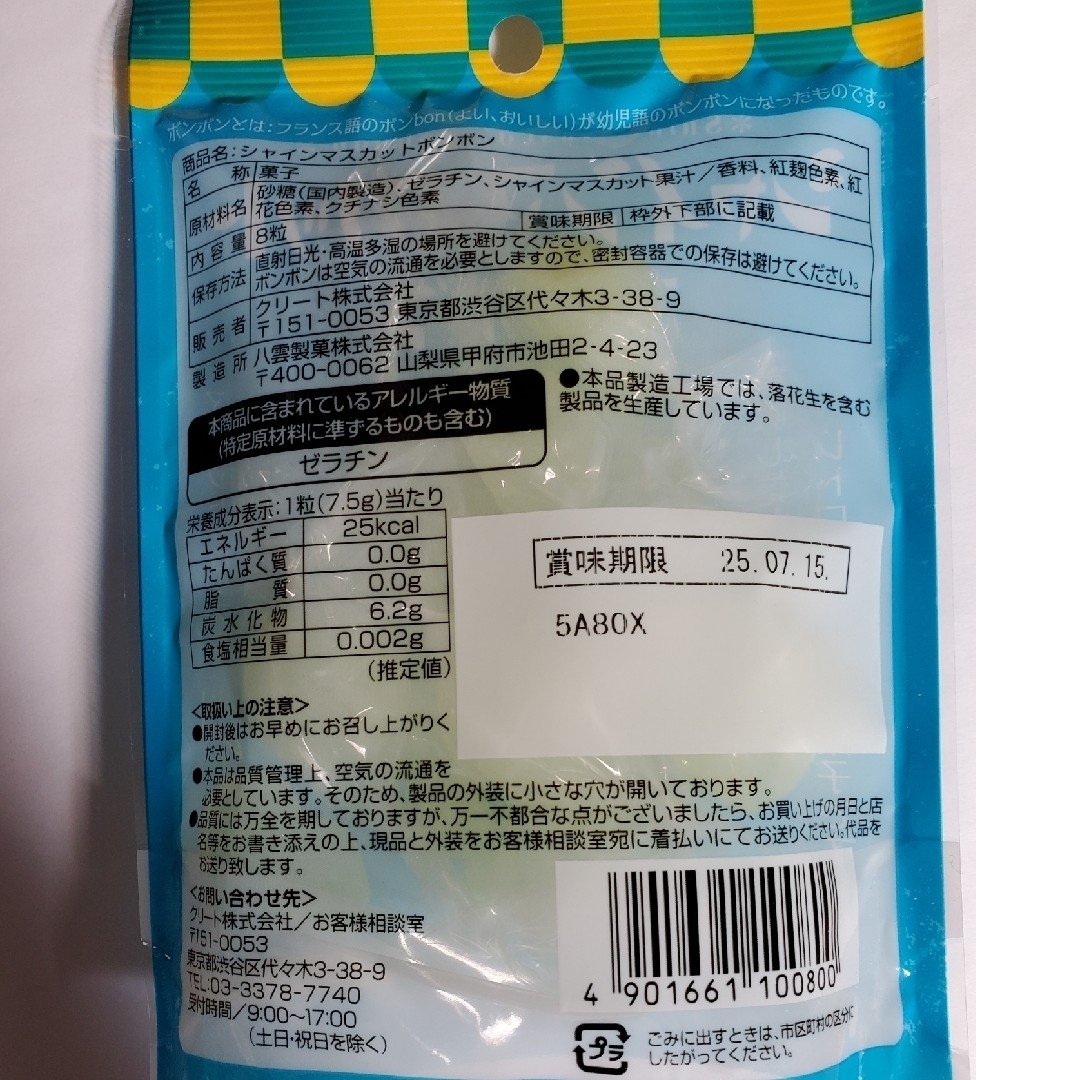 ボンボンとは:フランス語のボンbon(よい、おいしい)が幼児語のボンボンになったものです。
商品名:シャインマスカットボンボン
名称 菓子
原材料名 砂糖(国内製造)、ゼラチン、シャインマスカット果汁/香料、紅麹色素、紅
花色素、クチナシ色素
内容量 8粒 賞味期限 枠外下部に記載
保存方法 直射日光・高温多湿の場所を避けてください。
ボンボンは空気の流通を必要としますので、密封容器での保存は避けてください。
販売者 クリート株式会社
〒151-0053 東京都渋谷区代々木3-38-9
製造所 八雲製菓株式会社
〒400-0062 山梨県甲府市池田2-4-23
本商品に含まれているアレルギー物質
(特定原材料に準ずるものも含む)
ゼラチン
●本品製造工場では、落花生を含む
製品を生産しています。
栄養成分表示:1粒(7.5g)当たり
エネルギー 25kcal
たんぱく質 0.0g
脂質 0.0g
炭水化物 6.2g
食塩相当量 0.002g
(推定値)
賞味期限 25.07.15.
5A80X
<取扱い上の注意>
●開封後はお早めにお召し上がりく
ださい。
●本品は品質管理上、空気の流通を
必要としています。そのため、製品の外装に小さな穴が開いております。
●品質には万全を期しておりますが、万一不都合な点がございましたら、お買い上げの月日と店
名等をお書き添えの上、現品と外装をお客様相談室宛に着払いにてお送りください。代品を
お送り致します。
<お問い合わせ先>
クリート株式会社/お客様相談室
〒151-0053
東京都渋谷区代々木3-38-9
TEL:03-3378-7740
受付時間/9:00〜17:00
(土日・祝日を除く)
4 901661 100800
プラ
ごみに出すときは、市区町村の区分に
したがってください。